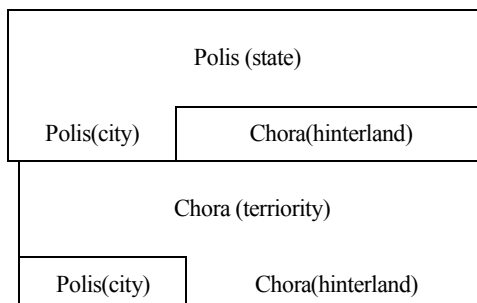 Polis (state)
Polis(city) Chora(hinterland)
Chora (terriority)
Polis(city) Chora(hinterland)